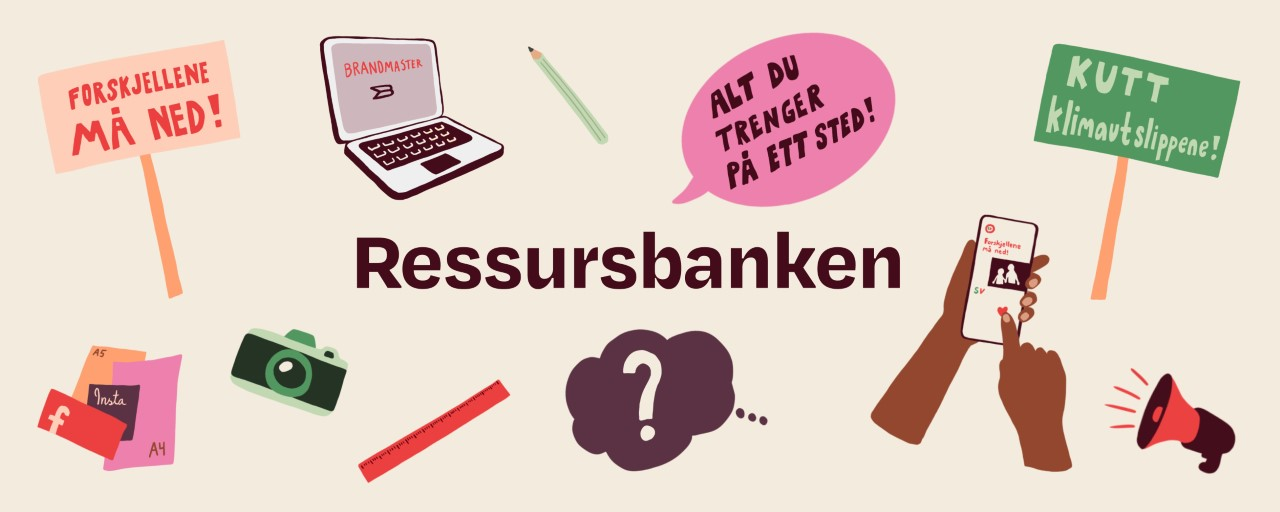 FORSKJELLENE
MÅ NED!
BRANDMASTER
B
ALT DU
TRENGER
PÅ ETT STED!
KUTT
klimautslippene!
Ressursbanken
Forskjellene
må ned!
SV
A5
Insta
f
A4
?